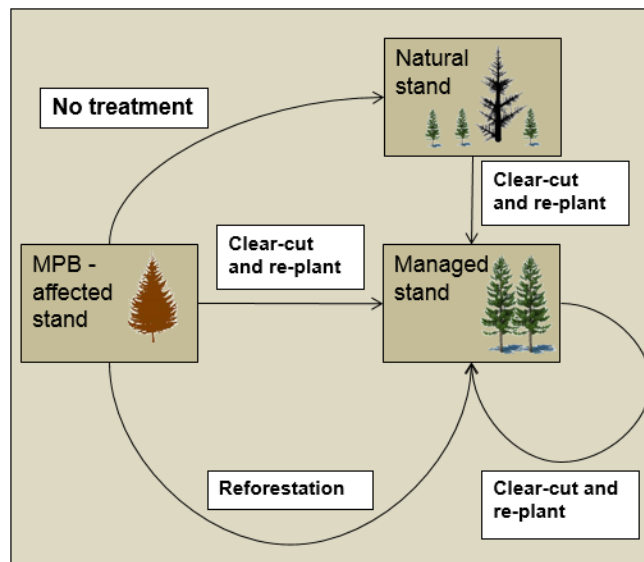 Natural
stand
No treatment
Clear-cut
and re-plant
Clear-cut
and re-plant
MPB -
affected
stand
Managed
stand
Reforestation
Clear-cut and
re-plant